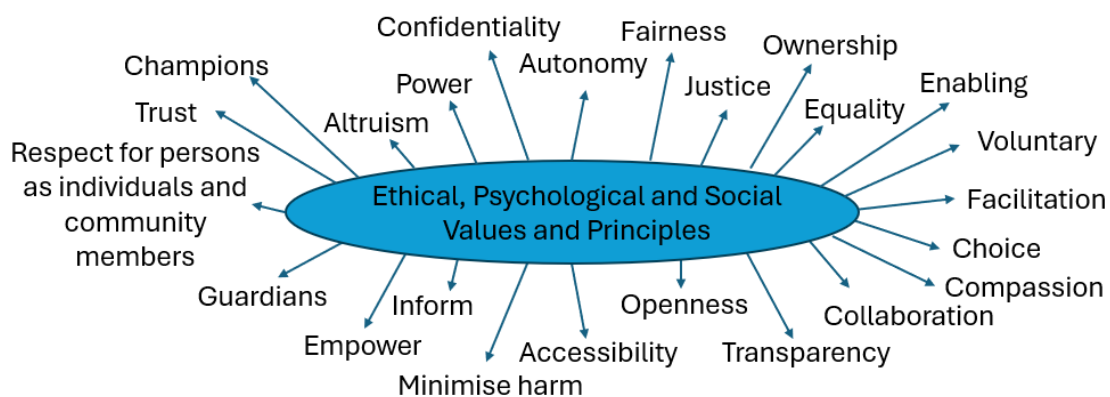 Confidentiality
Fairness
Ownership
Champions
Autonomy
Power
Justice
Enabling
Trust
Altruism
Equality
Voluntary
Respect for persons
as individuals and
community
members
Ethical, Psychological and Social
Values and Principles
Facilitation
Choice
Guardians
Inform
Openness
Compassion
Collaboration
Empower
Accessibility
Transparency
Minimise harm